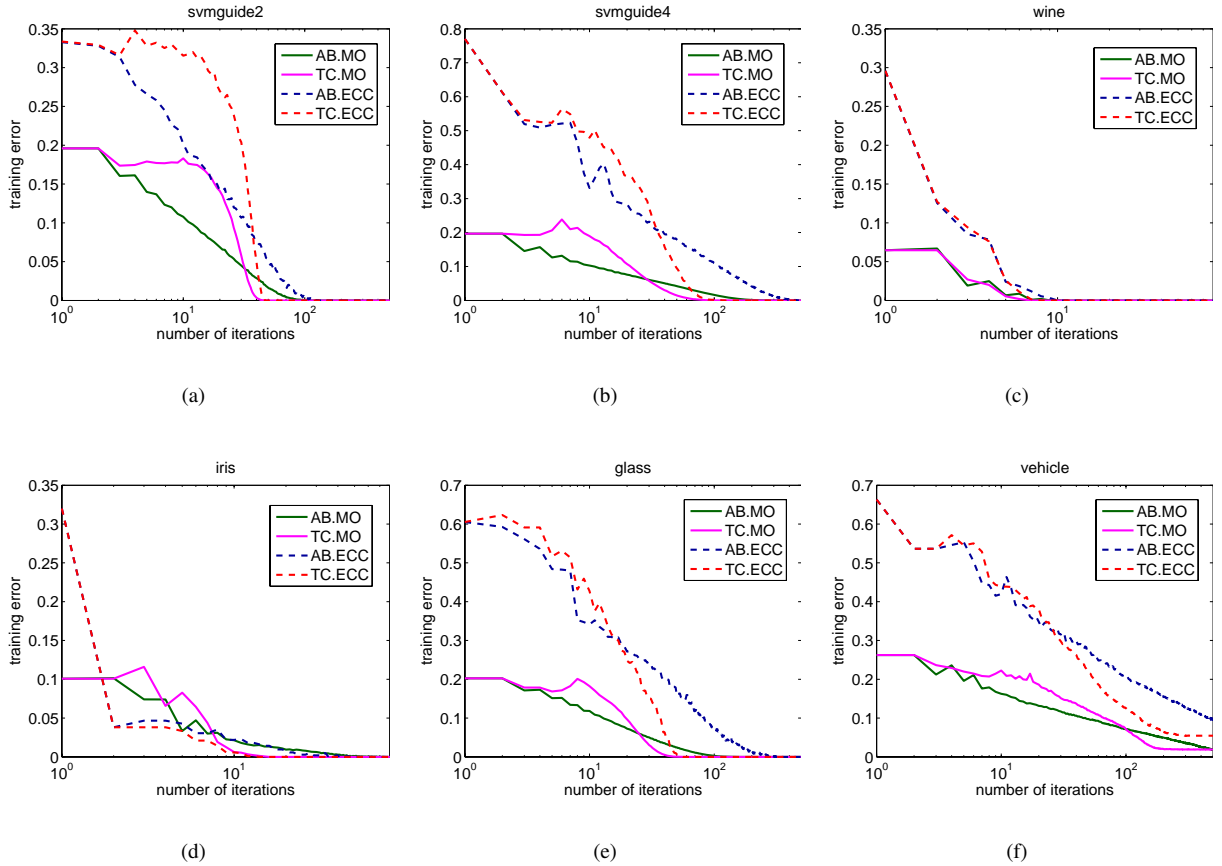 svmguide2
0.35
0.3
0.25
0.2
0.15
0.1
0.05
0
training error
10^0
10^1
10^2
number of iterations
AB.MO
TC.MO
AB.ECC
TC.ECC
(a)
svmguide4
0.8
0.7
0.6
0.5
0.4
0.3
0.2
0.1
0
training error
10^0
10^1
10^2
number of iterations
AB.MO
TC.MO
AB.ECC
TC.ECC
(b)
wine
0.35
0.3
0.25
0.2
0.15
0.1
0.05
0
training error
10^0
10^1
number of iterations
AB.MO
TC.MO
AB.ECC
TC.ECC
(c)
iris
0.35
0.3
0.25
0.2
0.15
0.1
0.05
0
training error
10^0
10^1
number of iterations
AB.MO
TC.MO
AB.ECC
TC.ECC
(d)
glass
0.7
0.6
0.5
0.4
0.3
0.2
0.1
0
training error
10^0
10^1
10^2
number of iterations
AB.MO
TC.MO
AB.ECC
TC.ECC
(e)
vehicle
0.7
0.6
0.5
0.4
0.3
0.2
0.1
0
training error
10^0
10^1
10^2
number of iterations
AB.MO
TC.MO
AB.ECC
TC.ECC
(f)